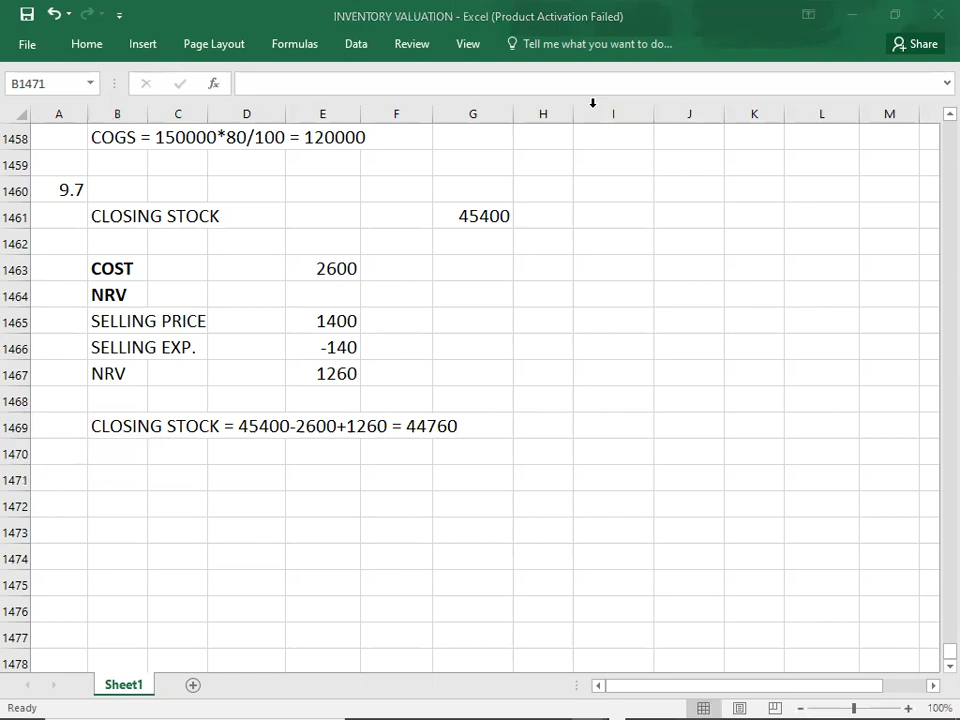 INVENTORY VALUATION - Excel (Product Activation Failed)
File Home Insert Page Layout Formulas Data Review View Tell me what you want to do... Share
B1471 fx
A B C D E F G H I J K L M
1458 COGS = 150000*80/100 = 120000
1459
1460 9.7
1461 CLOSING STOCK 45400
1462
1463 COST 2600
1464 NRV
1465 SELLING PRICE 1400
1466 SELLING EXP. -140
1467 NRV 1260
1468
1469 CLOSING STOCK = 45400-2600+1260 = 44760
1470
1471
1472
1473
1474
1475
1476
1477
1478
Sheet1
Ready 100%